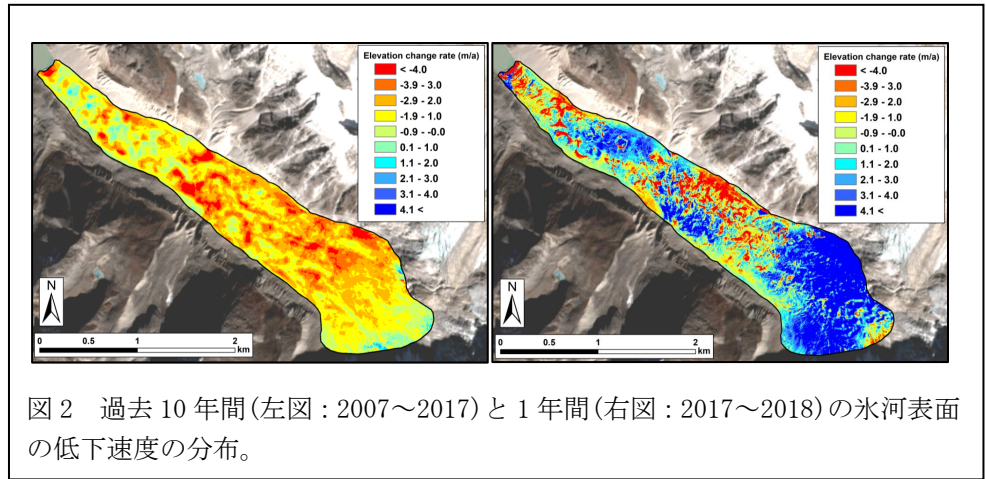 Elevation change rate (m/a)
< -4.0
-3.9 - 3.0
-2.9 - 2.0
-1.9 - 1.0
-0.9 - -0.0
0.1 - 1.0
1.1 - 2.0
2.1 - 3.0
3.1 - 4.0
4.1 <
N
0 0.5 1 2
km
Elevation change rate (m/a)
< -4.0
-3.9 - 3.0
-2.9 - 2.0
-1.9 - 1.0
-0.9 - -0.0
0.1 - 1.0
1.1 - 2.0
2.1 - 3.0
3.1 - 4.0
4.1 <
N
0 0.5 1 2
km
図2 過去10年間(左図:2007～2017)と1年間(右図:2017～2018)の氷河表面
の低下速度の分布。